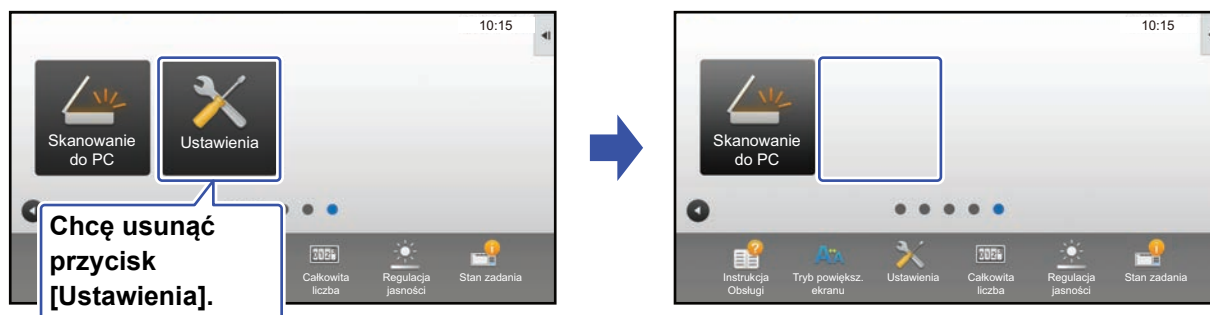 10:15
Skanowanie
do PC
Ustawienia
Chcę usunąć
przycisk
[Ustawienia].
Całkowita
liczba
Regulacja
jasności
Stan zadania
10:15
Skanowanie
do PC
Instrukcja
Obsługi
Tryb powiększ.
ekranu
Ustawienia
Całkowita
liczba
Regulacja
jasności
Stan zadania